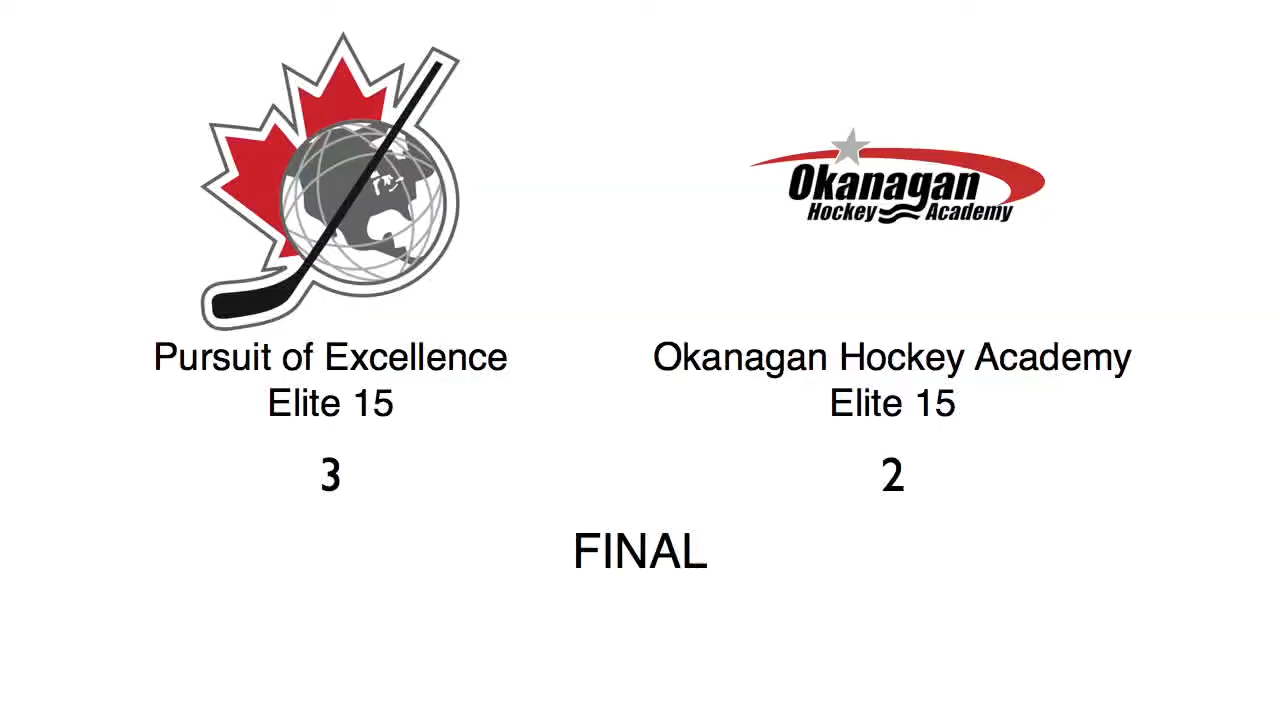 Okanagan
Hockey Academy
Pursuit of Excellence
Elite 15
Okanagan Hockey Academy
Elite 15
3
2
FINAL